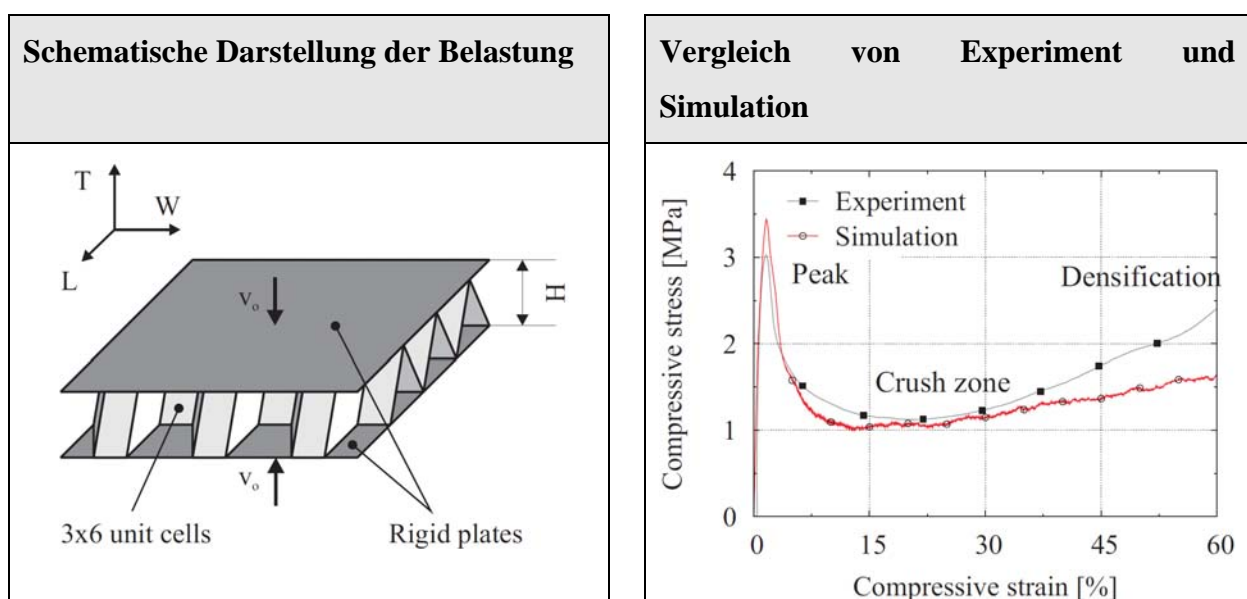 Schematische Darstellung der Belastung
T
W
L
v₀
H
v₀
3x6 unit cells
Rigid plates
Vergleich von Experiment und
Simulation
4
3
2
1
0
Compressive stress [MPa]
Experiment
Simulation
Peak
Densification
Crush zone
0 15 30 45 60
Compressive strain [%]